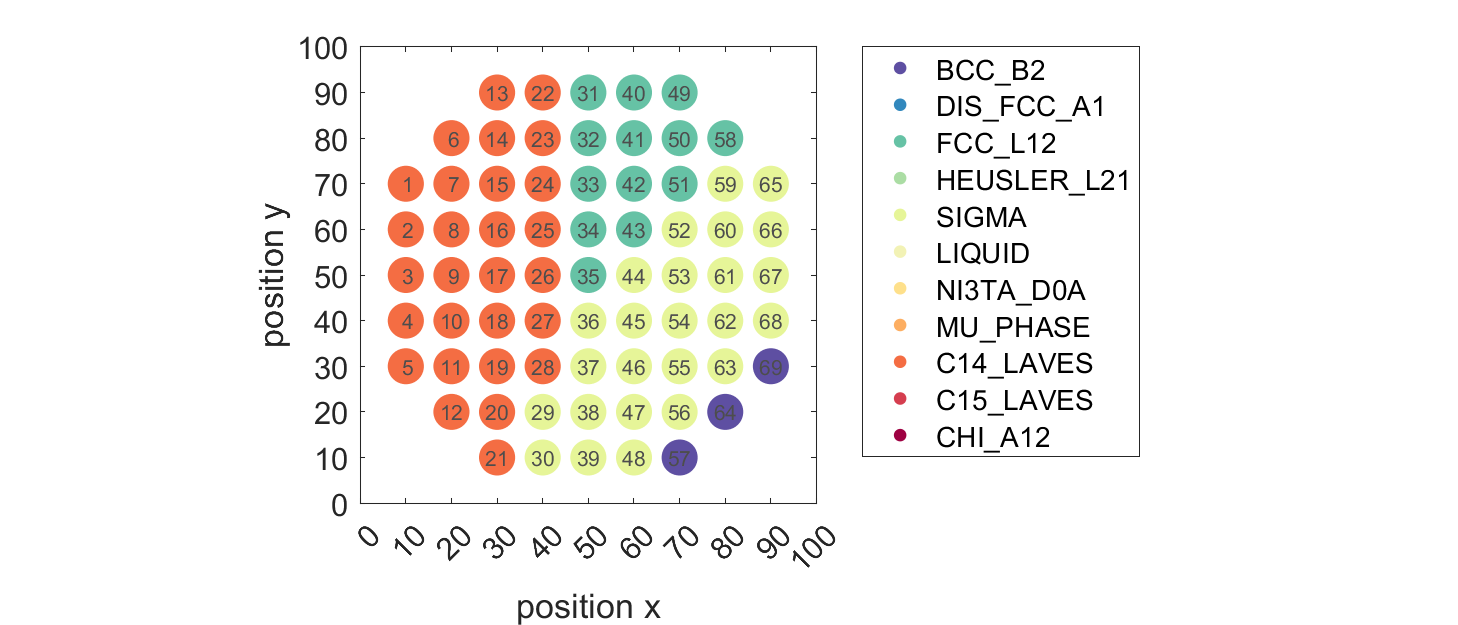 100
90
80
70
60
50
40
30
20
10
0
position y
13 22 31 40 49
6 14 23 32 41 50 58
1 7 15 24 33 42 51 59 65
2 8 16 25 34 43 52 60 66
3 9 17 26 35 44 53 61 67
4 10 18 27 36 45 54 62 68
5 11 19 28 37 46 55 63 69
12 20 29 38 47 56 64
21 30 39 48 57
0 10 20 30 40 50 60 70 80 90 100
position x
BCC_B2
DIS_FCC_A1
FCC_L12
HEUSLER_L21
SIGMA
LIQUID
NI3TA_D0A
MU_PHASE
C14_LAVES
C15_LAVES
CHI_A12